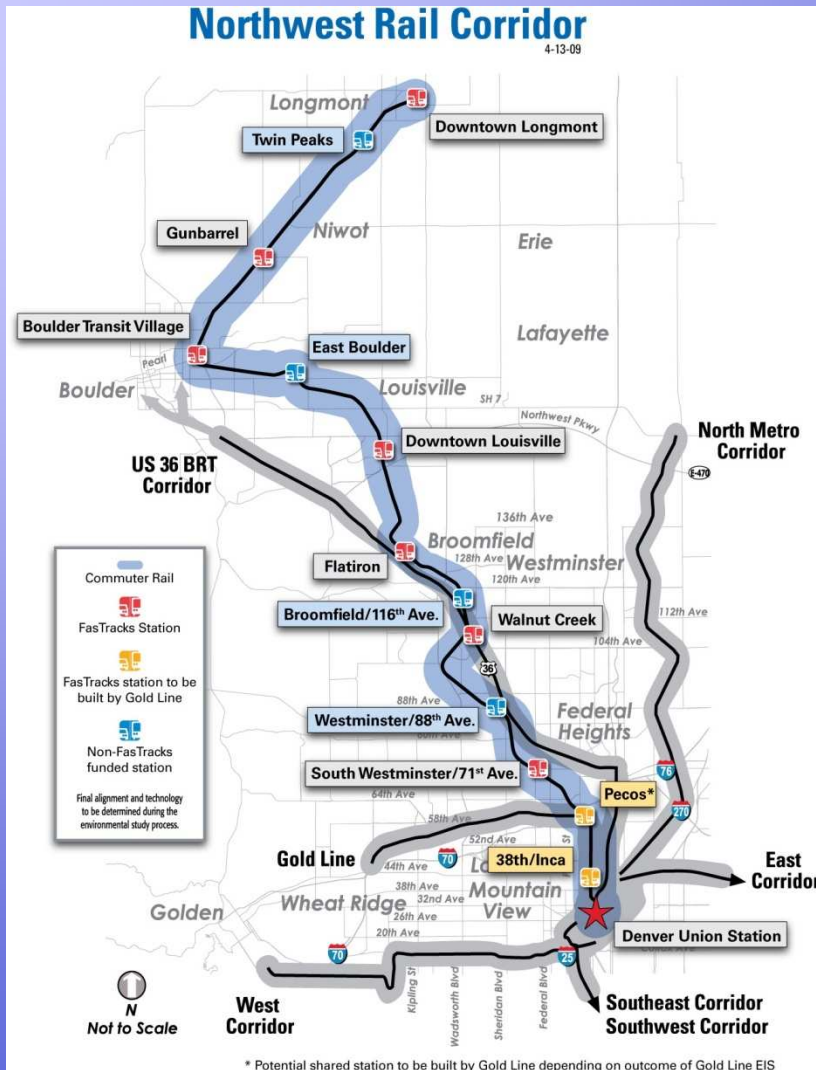 Northwest Rail Corridor
4-13-09
Longmont
Downtown Longmont
Twin Peaks
Niwot
Gunbarrel
Erie
Lafayette
Boulder Transit Village
Pearl
East Boulder
Boulder
Louisville
SH 7
Northwest Pkwy
Downtown Louisville
North Metro
Corridor
US 36 BRT
Corridor
E-470
136th Ave
Broomfield
128th Ave
Westminster
120th Ave
Flatiron
Commuter Rail
FasTracks Station
FasTracks station to be
built by Gold Line
Non-FasTracks
funded station
Final alignment and technology
to be determined during the
environmental study process.
Broomfield/116th Ave.
Walnut Creek
112th Ave
104th Ave
36
88th Ave
Westminster/88th Ave.
Federal
Heights
South Westminster/71st Ave.
76
64th Ave
Pecos*
270
58th Ave
52nd Ave
Gold Line
70
44th Ave
38th/Inca
East
Corridor
38th Ave
Mountain
View
Wheat Ridge
32nd Ave
Golden
26th Ave
20th Ave
Denver Union Station
70
25
N
Not to Scale
West
Corridor
Kipling St
Wadsworth Blvd
Sheridan Blvd
Federal Blvd
Southeast Corridor
Southwest Corridor
* Potential shared station to be built by Gold Line depending on outcome of Gold Line EIS